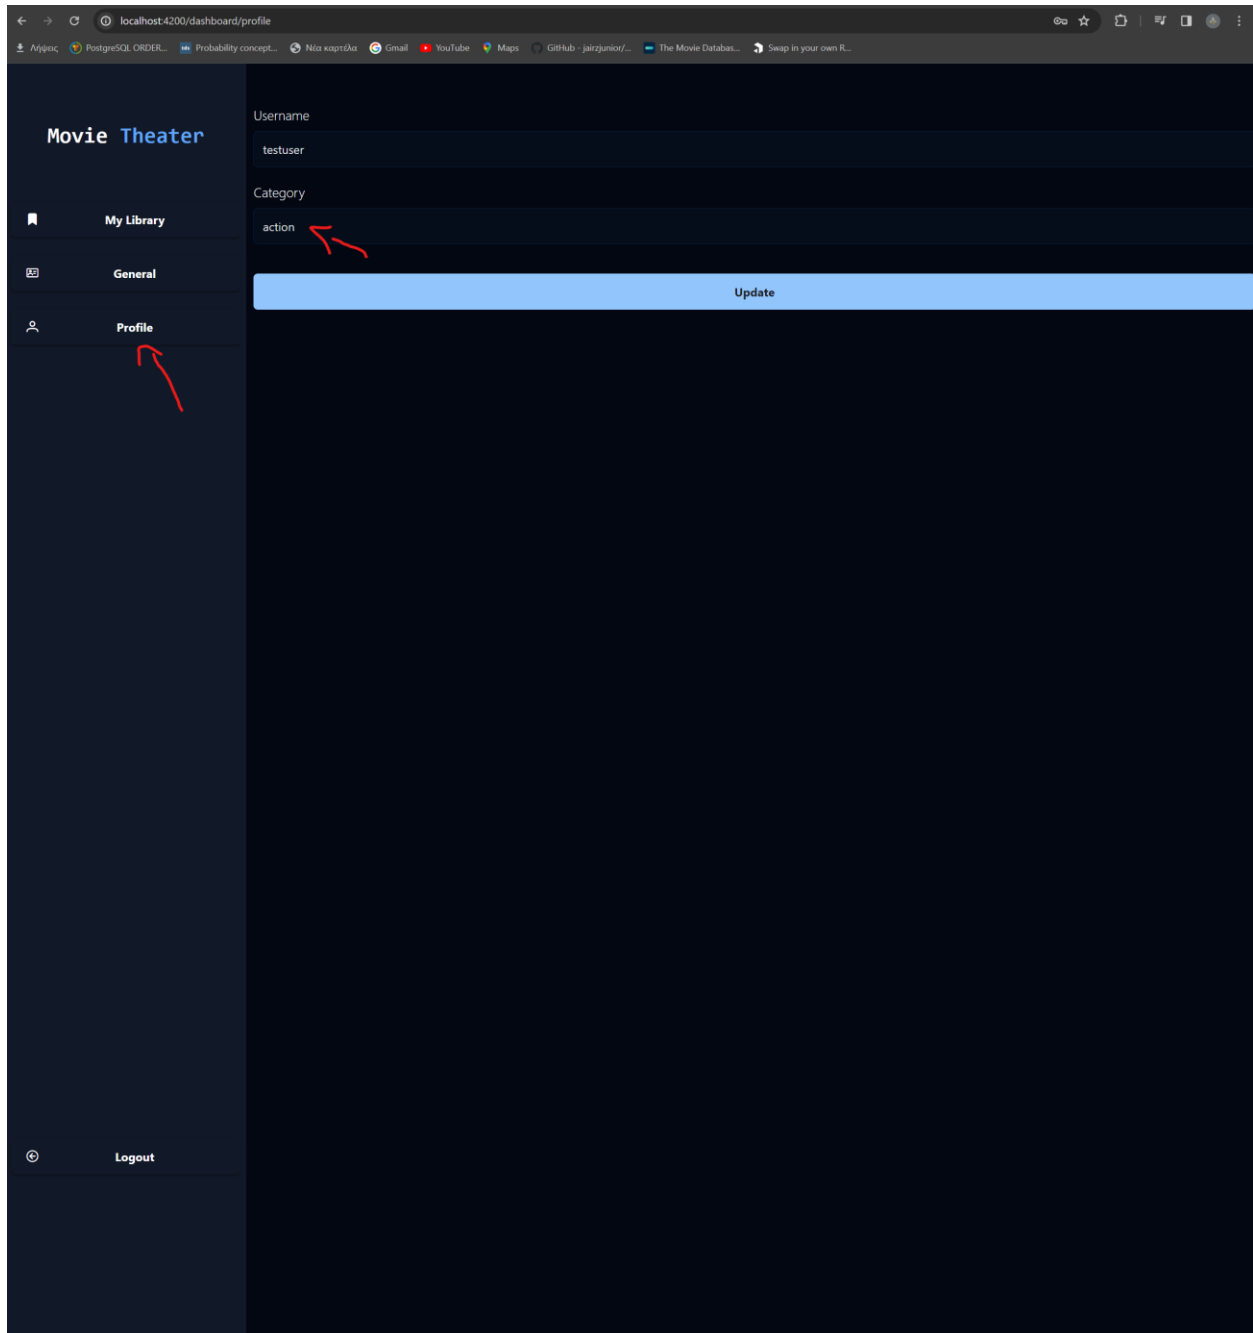 localhost:4200/dashboard/profile
Λήψεις PostgreSQL ORDER... Probability concept... Νέα καρτέλα Gmail YouTube Maps GitHub - jairzjunior/... The Movie Databas... Swap in your own R...
Movie Theater
My Library
General
Profile
Logout
Username
testuser
Category
action
Update